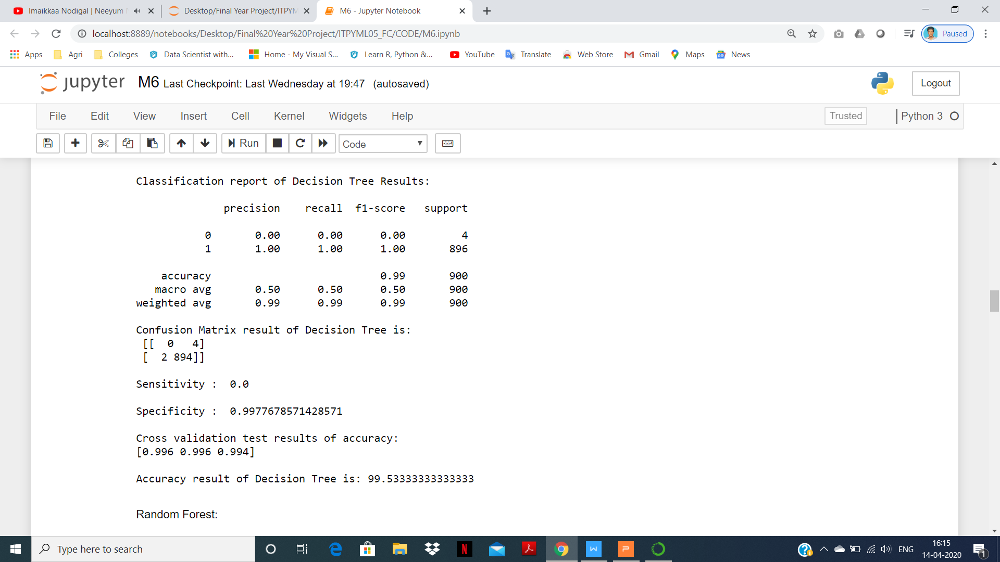 Imaikkaa Nodigal | Neeyum
Desktop/Final Year Project/ITPYM
M6 - Jupyter Notebook
localhost:8889/notebooks/Desktop/Final%20Year%20Project/ITPYML05_FC/CODE/M6.ipynb
Paused
Apps Agri Colleges Data Scientist with... Home - My Visual S... Learn R, Python &... YouTube Translate Web Store Gmail Maps News
jupyter M6 Last Checkpoint: Last Wednesday at 19:47 (autosaved)
Logout
File Edit View Insert Cell Kernel Widgets Help
Trusted
Python 3
Run
Code
Classification report of Decision Tree Results:
precision recall f1-score support
0 0.00 0.00 0.00 4
1 1.00 1.00 1.00 896
accuracy 0.99 900
macro avg 0.50 0.50 0.50 900
weighted avg 0.99 0.99 0.99 900
Confusion Matrix result of Decision Tree is:
[[ 0 4]
[ 2 894]]
Sensitivity : 0.0
Specificity : 0.9977678571428571
Cross validation test results of accuracy:
[0.996 0.996 0.994]
Accuracy result of Decision Tree is: 99.53333333333333
Random Forest:
Type here to search
ENG
16:15
14-04-2020
1